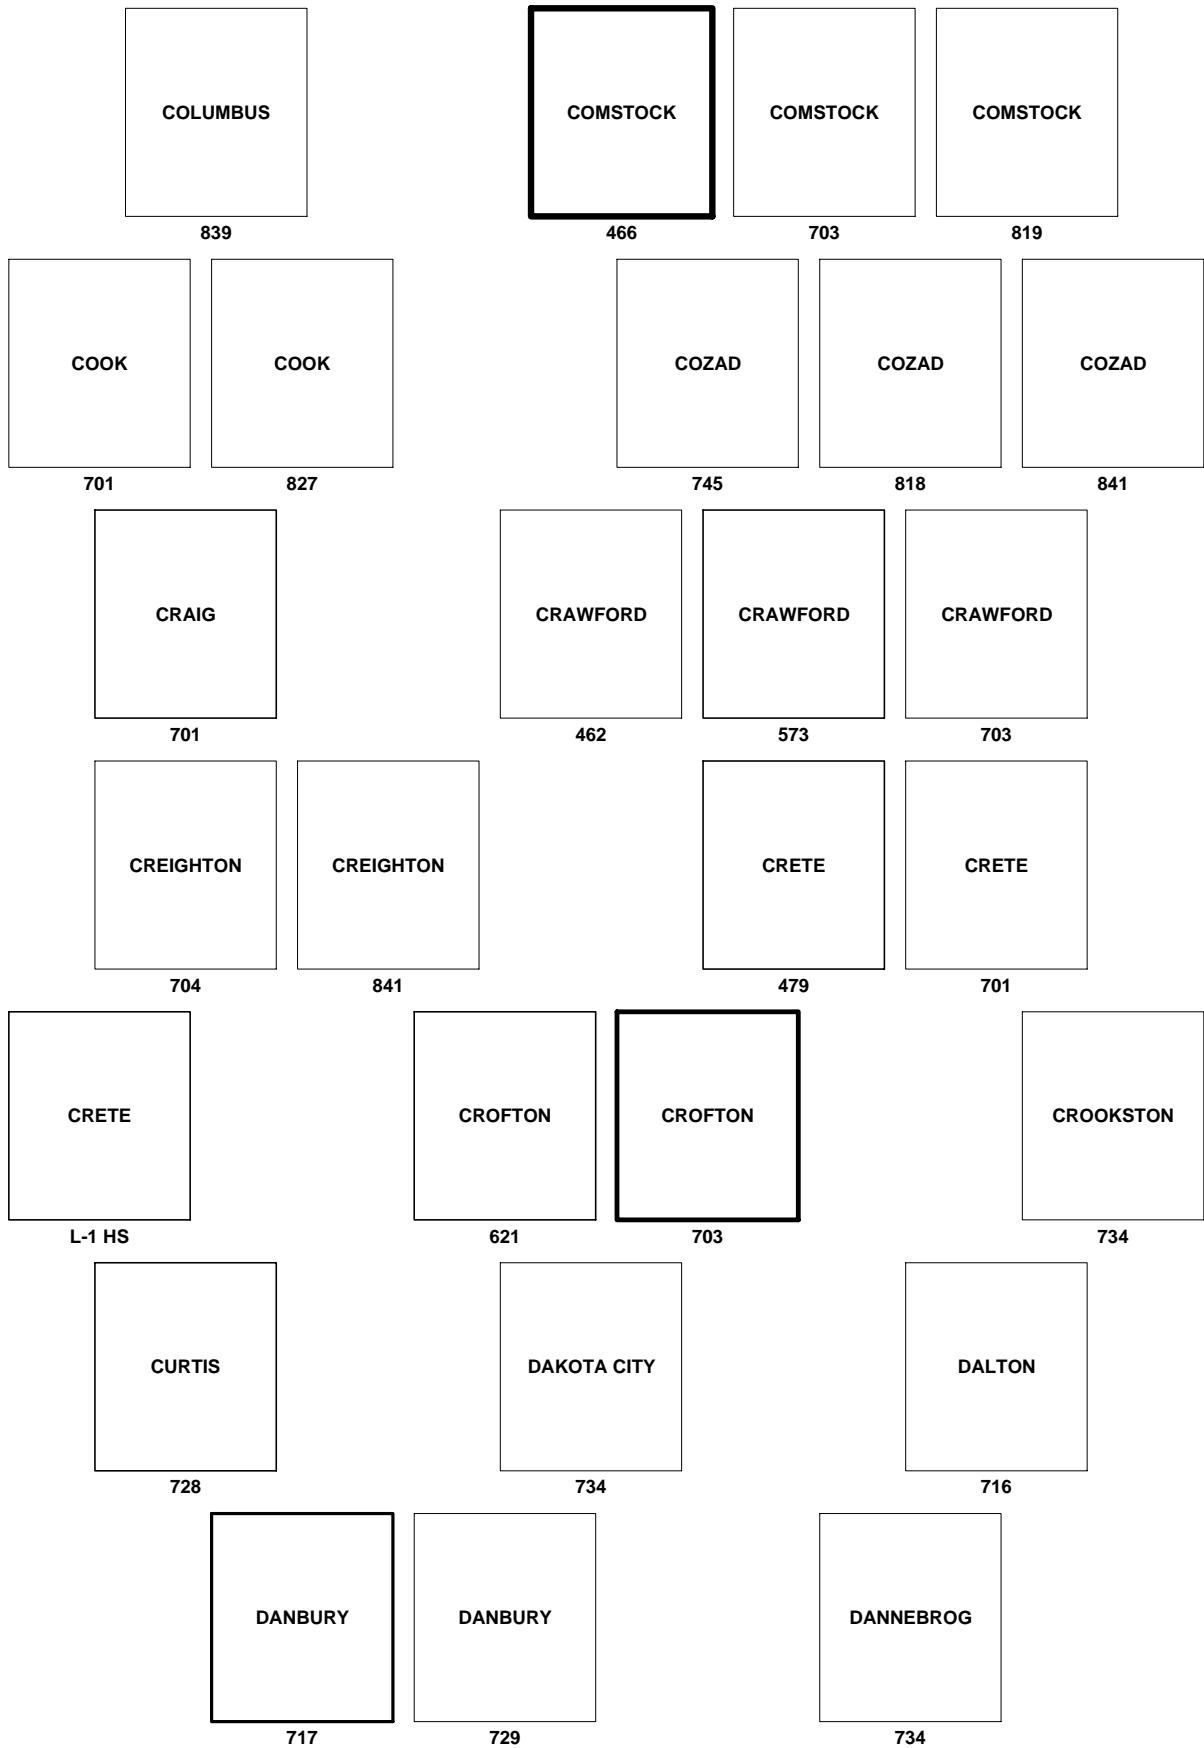 COLUMBUS COMSTOCK COMSTOCK COMSTOCK
839 466 703 819
COOK COOK COZAD COZAD COZAD
701 827 745 818 841
CRAIG CRAWFORD CRAWFORD CRAWFORD
701 462 573 703
CREIGHTON CREIGHTON CRETE CRETE
704 841 479 701
CRETE CROFTON CROFTON CROOKSTON
L-1 HS 621 703 734
CURTIS DAKOTA CITY DALTON
728 734 716
DANBURY DANBURY DANNEBROG
717 729 734